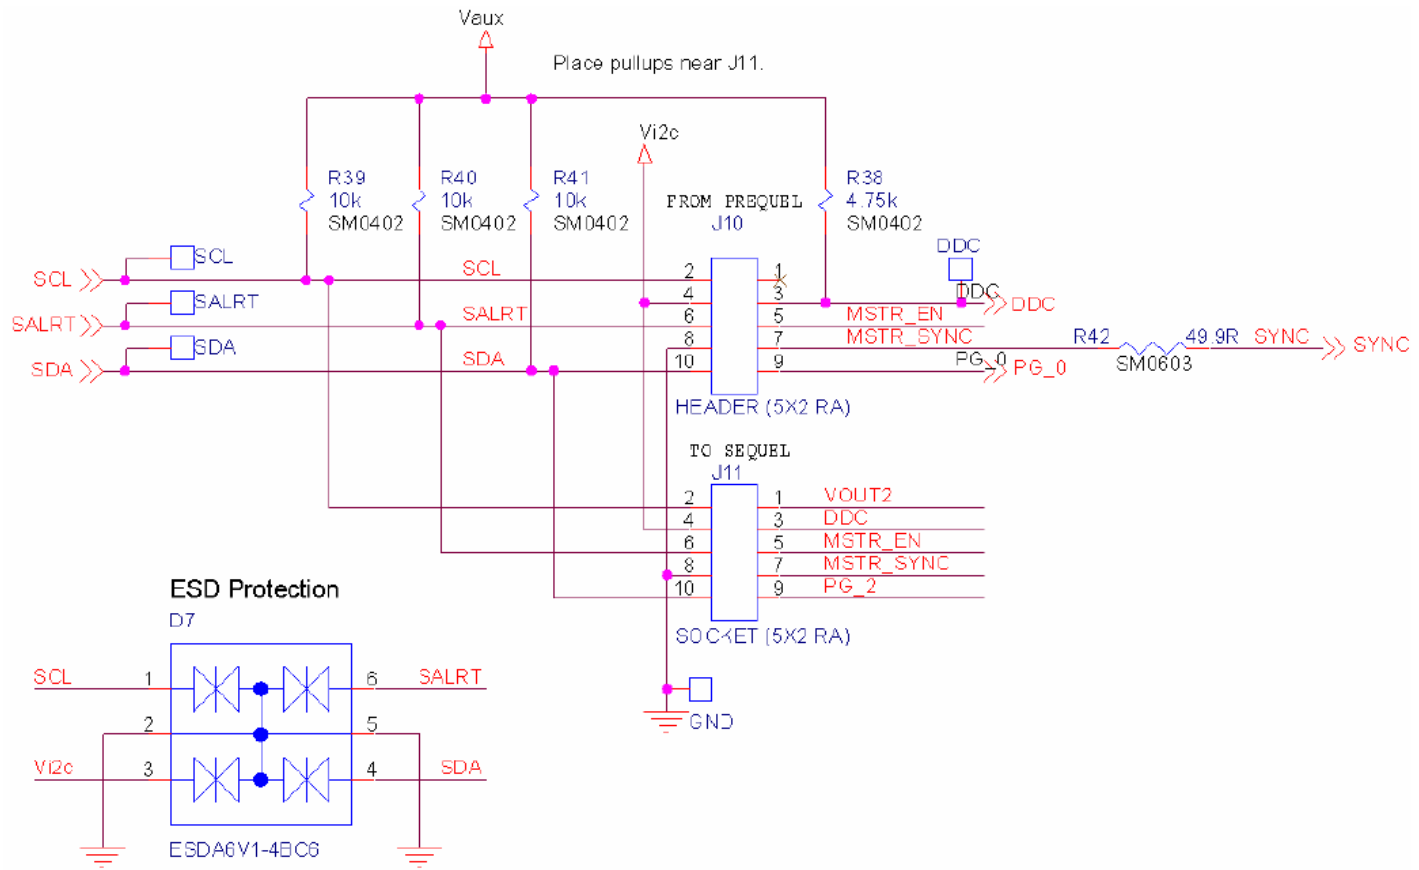 Vaux
Place pullups near J11.
Vi2c
R39
10k
SM0402
R40
10k
SM0402
R41
10k
SM0402
R38
4.75k
SM0402
FROM PREQUEL
J10
SCL
SCL
SCL
2
1
DDC
4
3
DDC
DDC
SALRT
SALRT
SALRT
6
5
MSTR_EN
8
7
MSTR_SYNC
R42
49.9R
SM0603
SYNC
SYNC
SDA
SDA
SDA
10
9
PG_0
PG_0
HEADER (5X2 RA)
TO SEQUEL
J11
2
1
VOUT2
4
3
DDC
6
5
MSTR_EN
8
7
MSTR_SYNC
10
9
PG_2
SOCKET (5X2 RA)
GND
ESD Protection
D7
SCL
1
6
SALRT
2
5
Vi2c
3
4
SDA
ESDA6V1-4BC6